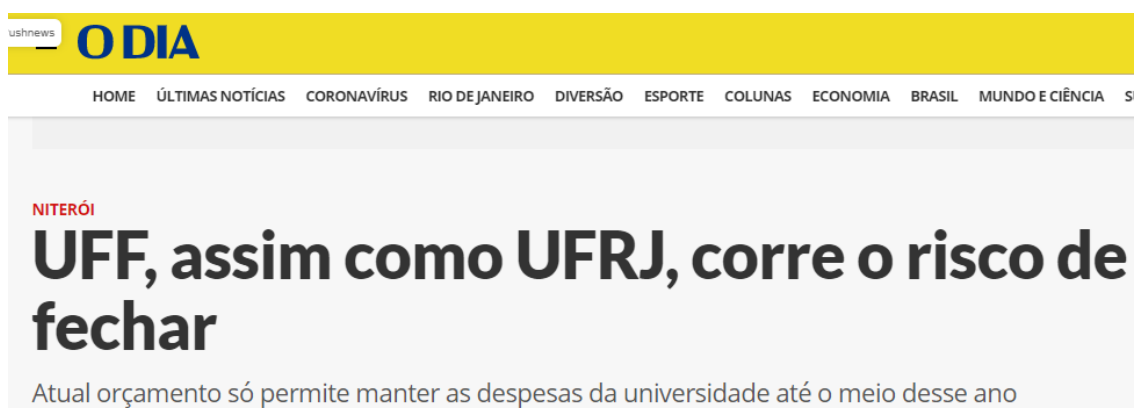 O DIA
HOME ÚLTIMAS NOTÍCIAS CORONAVÍRUS RIO DE JANEIRO DIVERSÃO ESPORTE COLUNAS ECONOMIA BRASIL MUNDO E CIÊNCIA
NITERÓI
UFF, assim como UFRJ, corre o risco de
fechar
Atual orçamento só permite manter as despesas da universidade até o meio desse ano